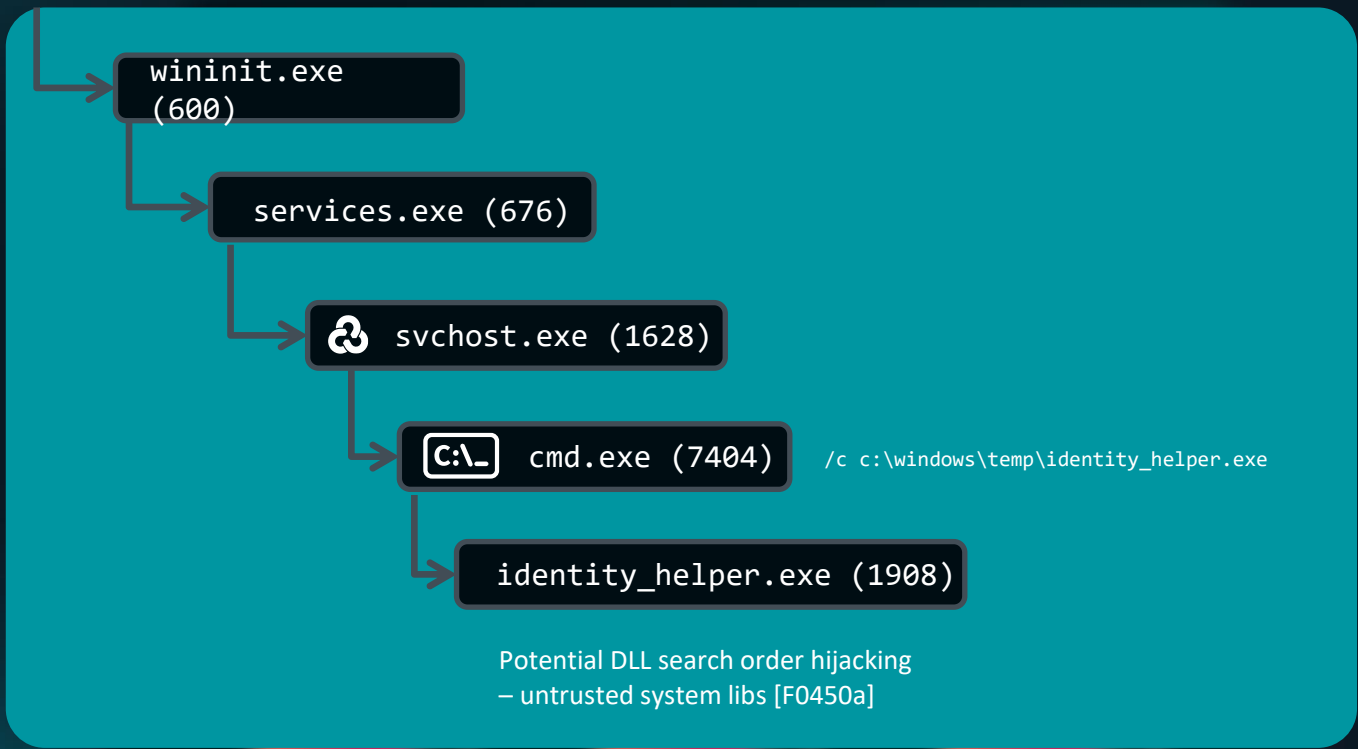 wininit.exe
(600)
services.exe (676)
svchost.exe (1628)
C:\_
cmd.exe (7404)
/c c:\windows\temp\identity_helper.exe
identity_helper.exe (1908)
Potential DLL search order hijacking
– untrusted system libs [F0450a]